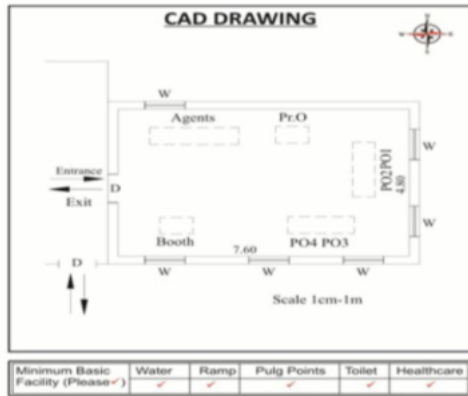 CAD DRAWING
N
W
E
S
W
Agents
Pr.O
W
PO2 PO1
4.80
Entrance
D
Exit
W
Booth
7.60
PO4 PO3
D
W
W
W
Scale 1cm-1m
Minimum Basic Facility (Please✓)
Water
Ramp
Pulg Points
Toilet
Healthcare
✓ ✓ ✓ ✓ ✓